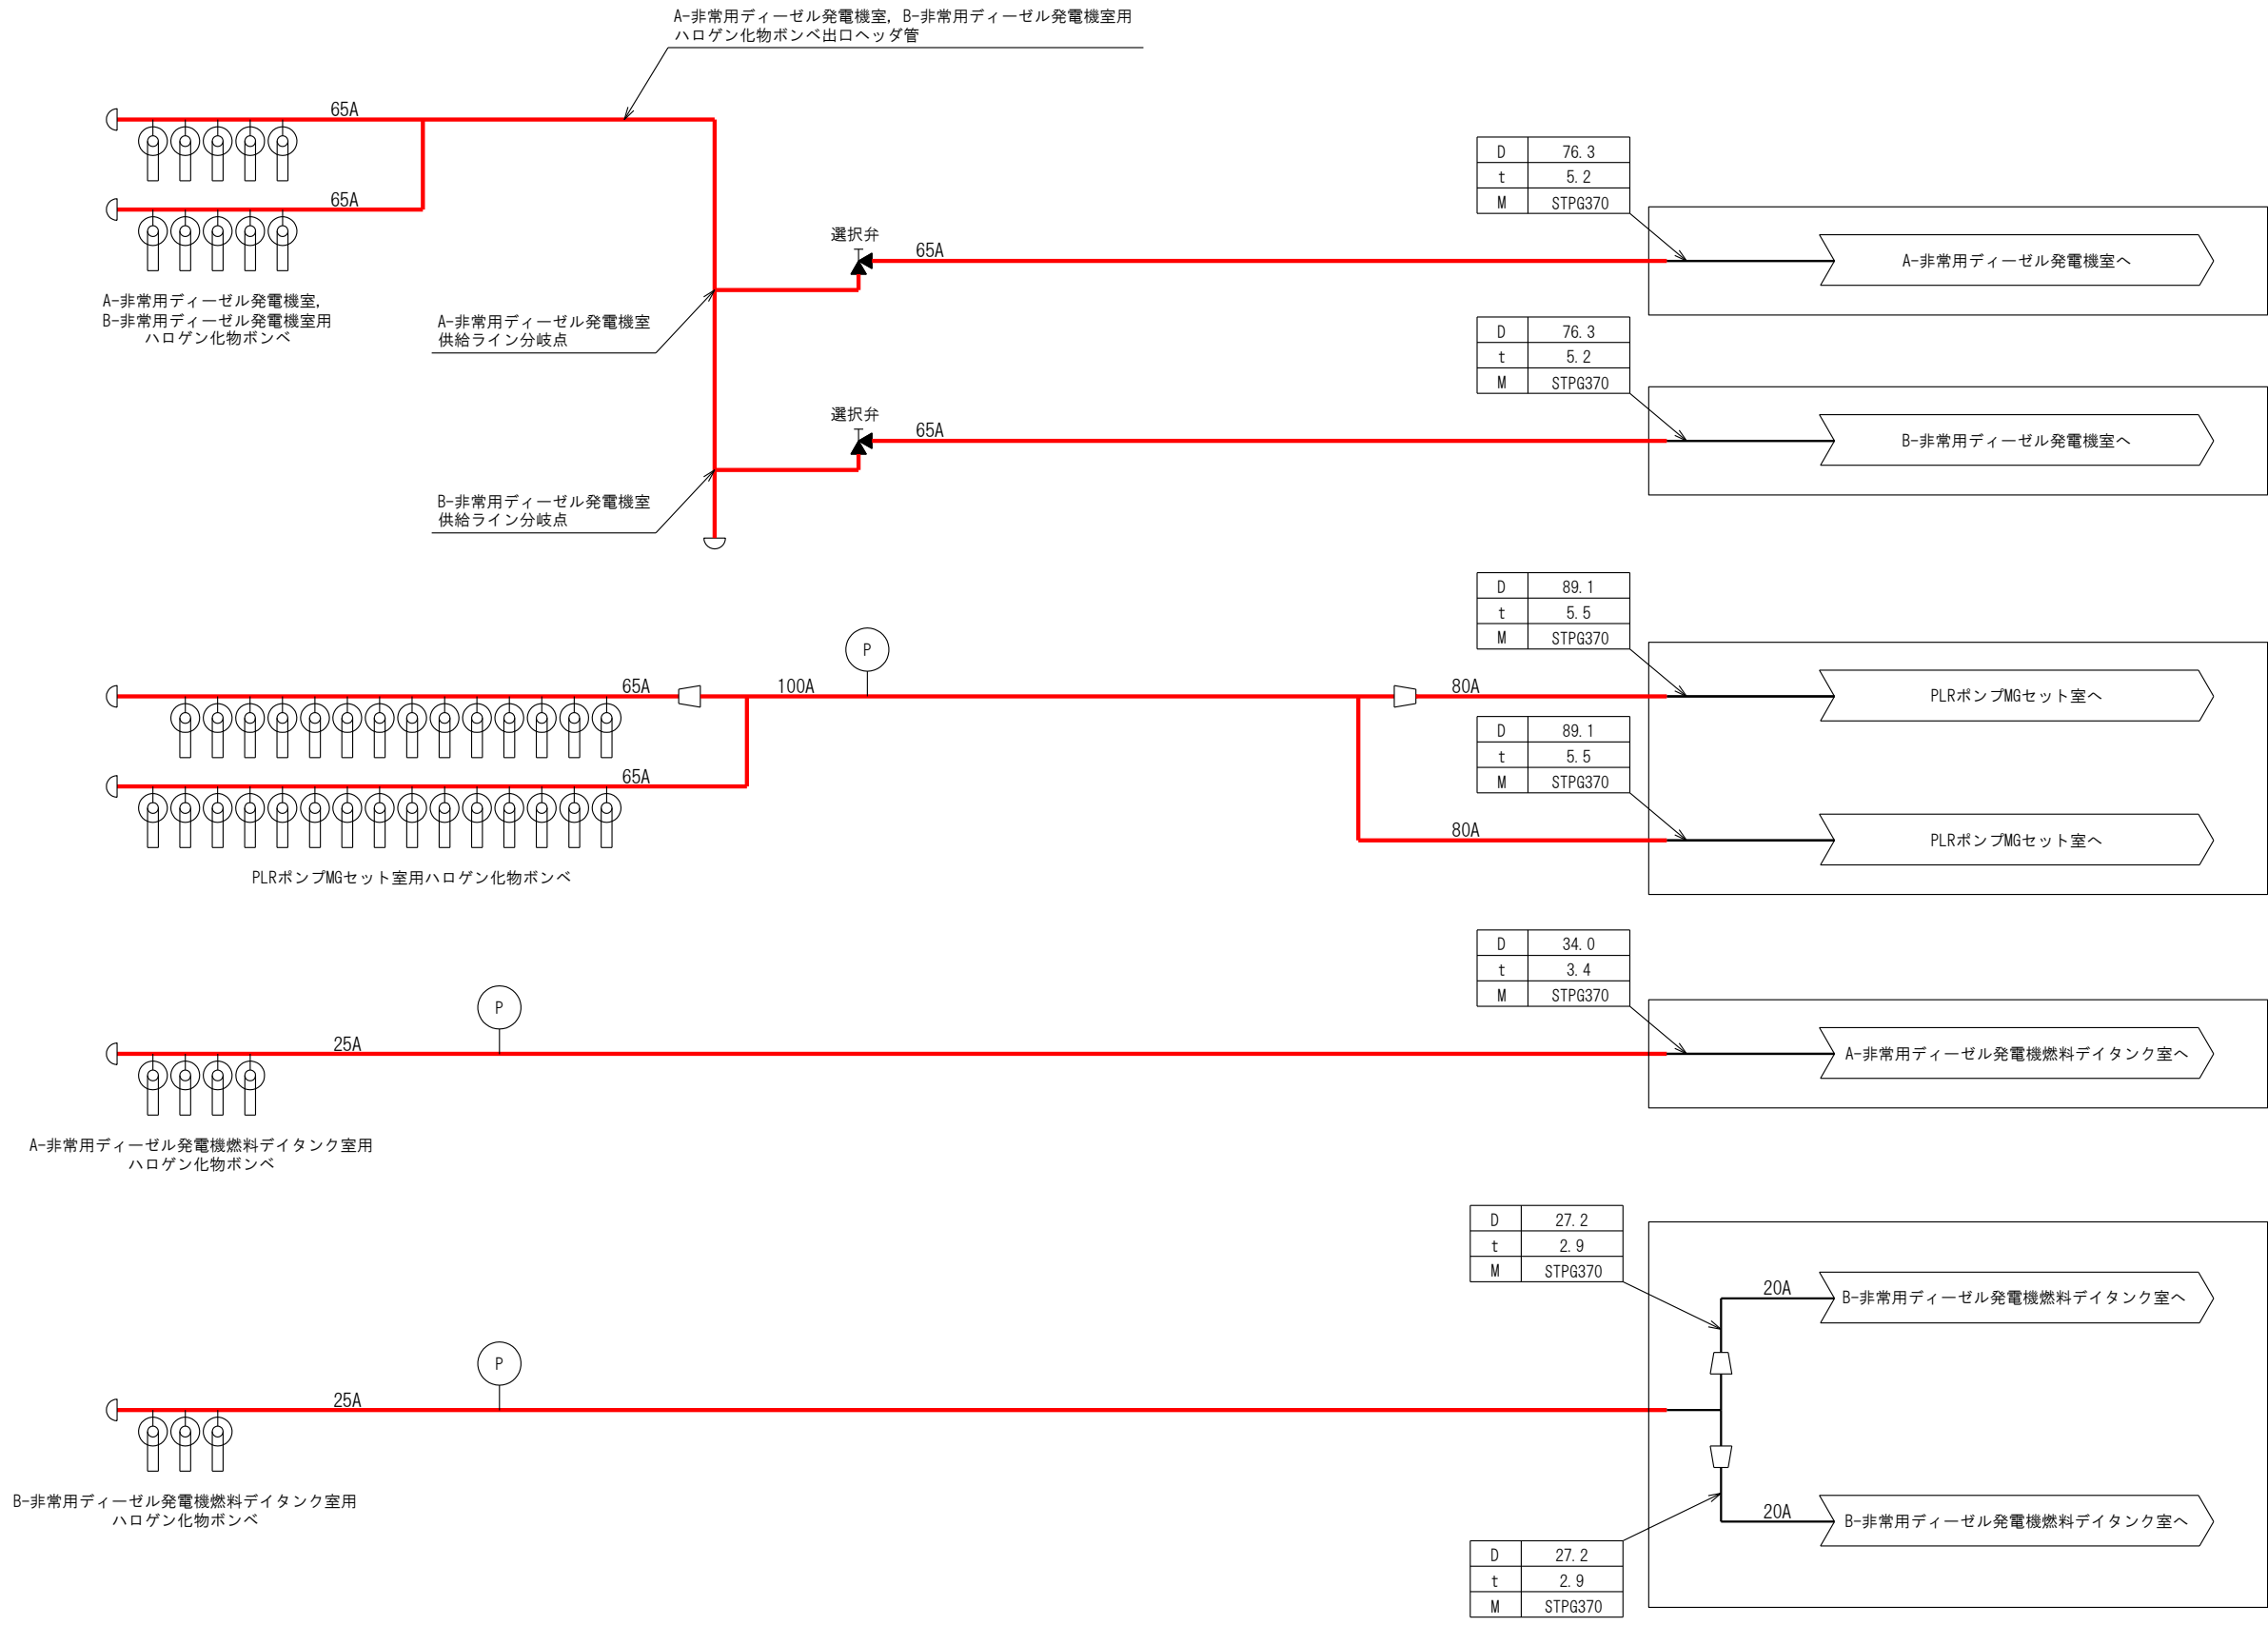 A-非常用ディーゼル発電機室, B-非常用ディーゼル発電機室用
ハロゲン化物ボンベ出口ヘッダ管
65A
65A
A-非常用ディーゼル発電機室,
B-非常用ディーゼル発電機室用
ハロゲン化物ボンベ
選択弁
65A
D 76.3
t 5.2
M STPG370
A-非常用ディーゼル発電機室へ
A-非常用ディーゼル発電機室
供給ライン分岐点
選択弁
65A
D 76.3
t 5.2
M STPG370
B-非常用ディーゼル発電機室へ
B-非常用ディーゼル発電機室
供給ライン分岐点
65A
100A
P
80A
D 89.1
t 5.5
M STPG370
PLRポンプMGセット室へ
65A
80A
D 89.1
t 5.5
M STPG370
PLRポンプMGセット室へ
PLRポンプMGセット室用ハロゲン化物ボンベ
25A
P
D 34.0
t 3.4
M STPG370
A-非常用ディーゼル発電機燃料デイタンク室へ
A-非常用ディーゼル発電機燃料デイタンク室用
ハロゲン化物ボンベ
D 27.2
t 2.9
M STPG370
20A
B-非常用ディーゼル発電機燃料デイタンク室へ
25A
P
B-非常用ディーゼル発電機燃料デイタンク室用
ハロゲン化物ボンベ
20A
B-非常用ディーゼル発電機燃料デイタンク室へ
D 27.2
t 2.9
M STPG370